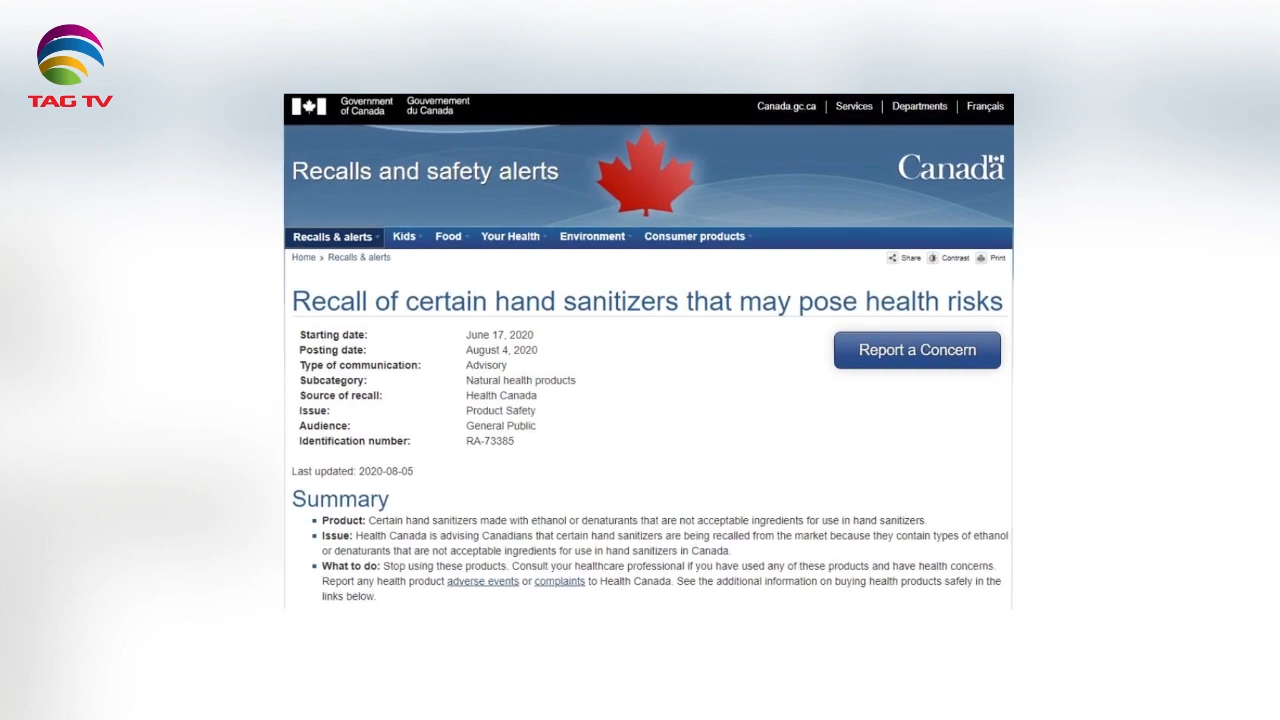 TAG TV
Government of Canada
Gouvernement du Canada
Canada.gc.ca | Services | Departments | Français
Recalls and safety alerts
Canada
Recalls & alerts Kids Food Your Health Environment Consumer products
Home › Recalls & alerts
Share Contrast Print
Recall of certain hand sanitizers that may pose health risks
Starting date: June 17, 2020
Posting date: August 4, 2020
Type of communication: Advisory
Subcategory: Natural health products
Source of recall: Health Canada
Issue: Product Safety
Audience: General Public
Identification number: RA-73385
Report a Concern
Last updated: 2020-08-05
Summary
Product: Certain hand sanitizers made with ethanol or denaturants that are not acceptable ingredients for use in hand sanitizers.
Issue: Health Canada is advising Canadians that certain hand sanitizers are being recalled from the market because they contain types of ethanol
or denaturants that are not acceptable ingredients for use in hand sanitizers in Canada.
What to do: Stop using these products. Consult your healthcare professional if you have used any of these products and have health concerns.
Report any health product adverse events or complaints to Health Canada. See the additional information on buying health products safely in the
links below.